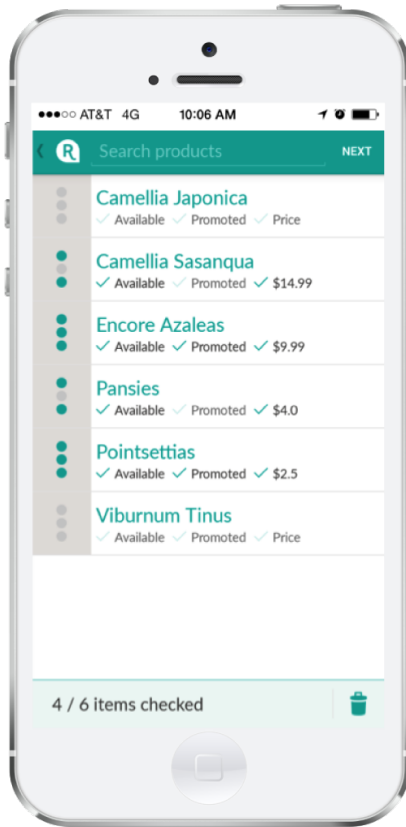 AT&T 4G 10:06 AM
R Search products NEXT
Camellia Japonica
Available Promoted Price
Camellia Sasanqua
Available Promoted $14.99
Encore Azaleas
Available Promoted $9.99
Pansies
Available Promoted $4.0
Pointsettias
Available Promoted $2.5
Viburnum Tinus
Available Promoted Price
4 / 6 items checked